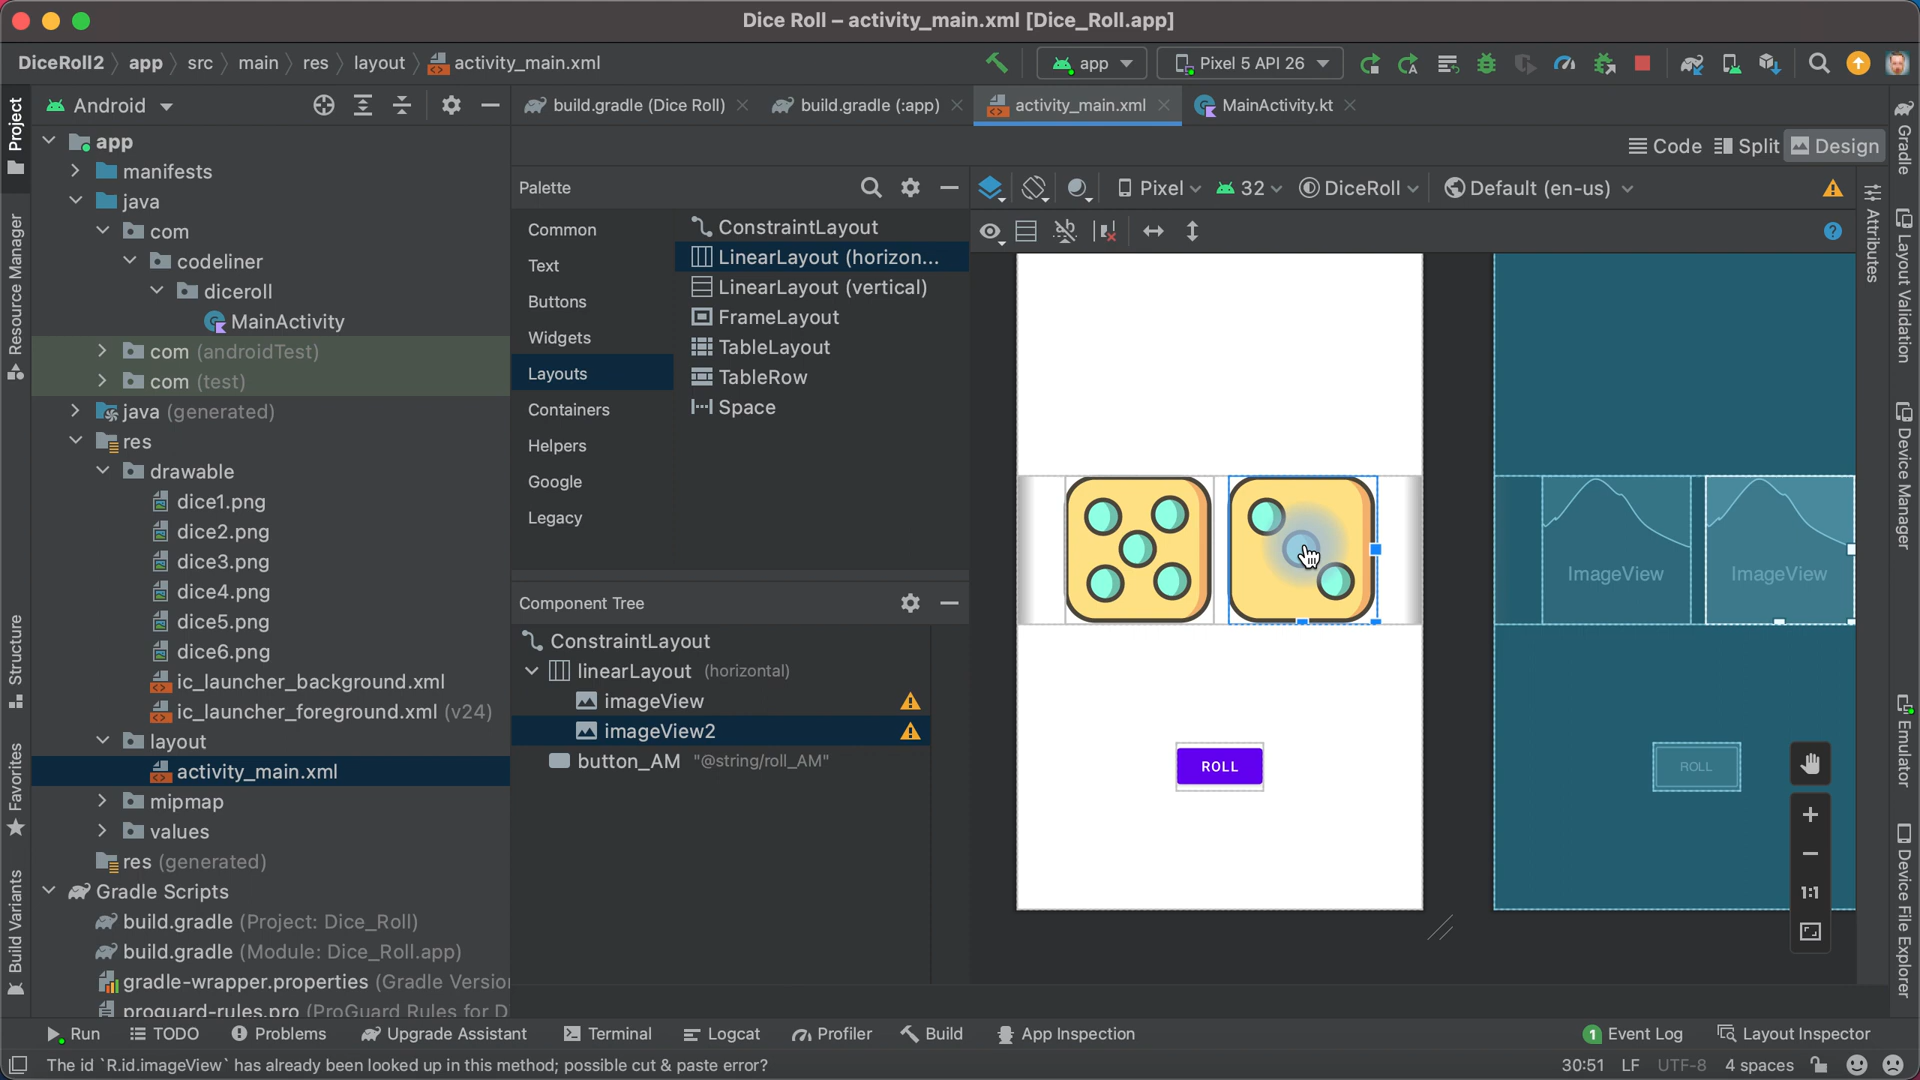 Dice Roll – activity_main.xml [Dice_Roll.app]
DiceRoll2 app src main res layout activity_main.xml
app Pixel 5 API 26
Project
Resource Manager
Structure
Favorites
Build Variants
Android
app
manifests
java
com
codeliner
diceroll
MainActivity
com (androidTest)
com (test)
java (generated)
res
drawable
dice1.png
dice2.png
dice3.png
dice4.png
dice5.png
dice6.png
ic_launcher_background.xml
ic_launcher_foreground.xml (v24)
layout
activity_main.xml
mipmap
values
res (generated)
Gradle Scripts
build.gradle (Project: Dice_Roll)
build.gradle (Module: Dice_Roll.app)
gradle-wrapper.properties (Gradle Version
proguard-rules.pro (ProGuard Rules for D
build.gradle (Dice Roll) build.gradle (:app) activity_main.xml MainActivity.kt
Code Split Design
Palette
Common
Text
Buttons
Widgets
Layouts
Containers
Helpers
Google
Legacy
ConstraintLayout
LinearLayout (horizon...
LinearLayout (vertical)
FrameLayout
TableLayout
TableRow
Space
Component Tree
ConstraintLayout
linearLayout (horizontal)
imageView
imageView2
button_AM "@string/roll_AM"
Pixel 32 DiceRoll Default (en-us)
ROLL
ImageView ImageView
ROLL
1:1
Attributes
Gradle
Layout Validation
Device Manager
Emulator
Device File Explorer
Run TODO Problems Upgrade Assistant Terminal Logcat Profiler Build App Inspection 1 Event Log Layout Inspector
The id `R.id.imageView` has already been looked up in this method; possible cut & paste error? 30:51 LF UTF-8 4 spaces